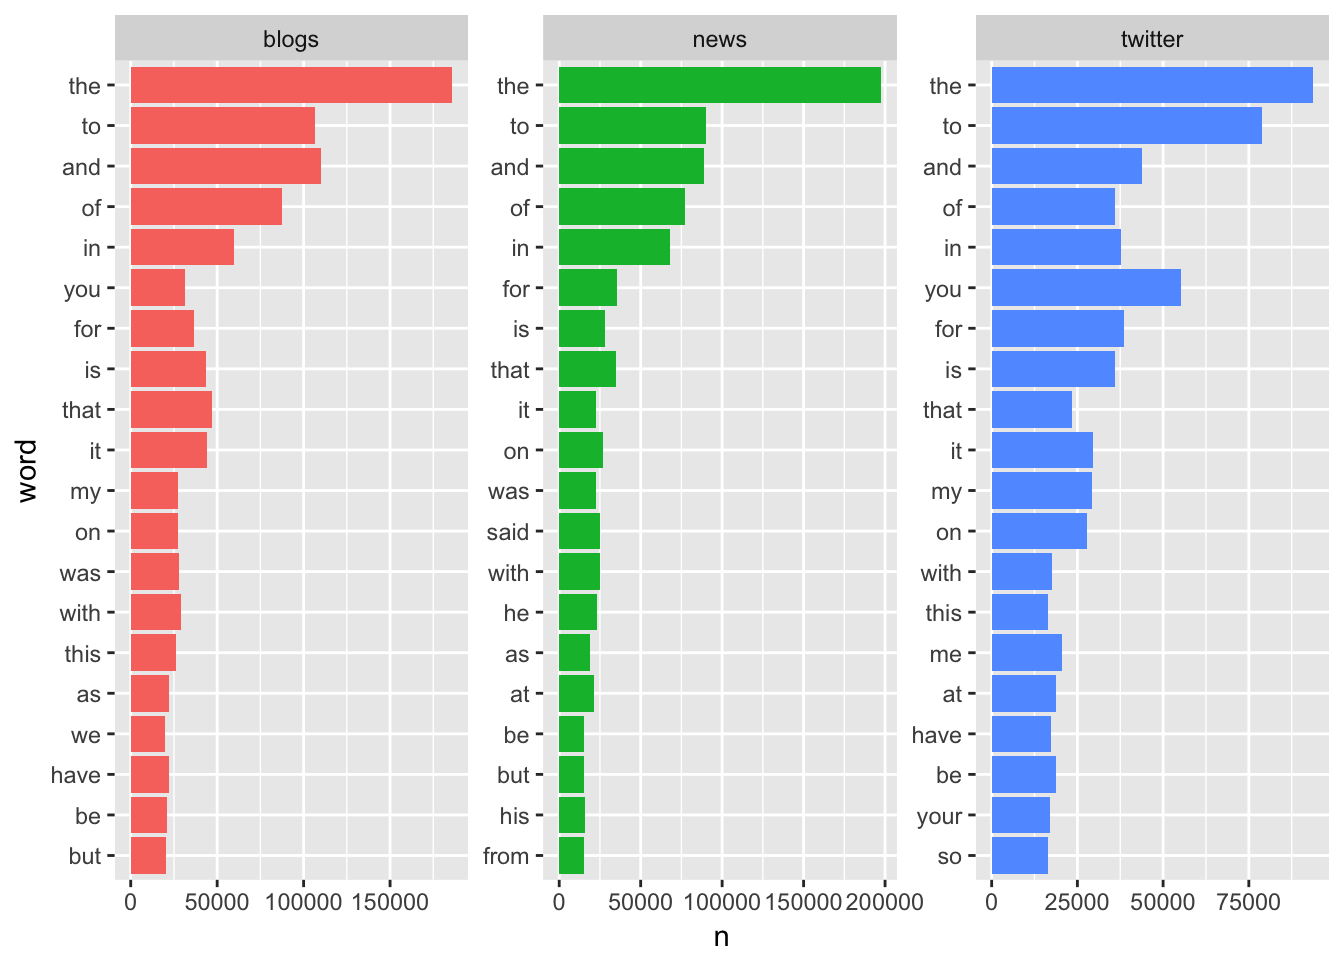 blogs
news
twitter
word
the
to
and
of
in
you
for
is
that
it
my
on
was
with
this
as
we
have
be
but
0 50000 100000 150000
the
to
and
of
in
for
is
that
it
on
was
said
with
he
as
at
be
but
his
from
0 50000 100000 150000 200000
the
to
and
of
in
you
for
is
that
it
my
on
with
this
me
at
have
be
your
so
0 25000 50000 75000
n